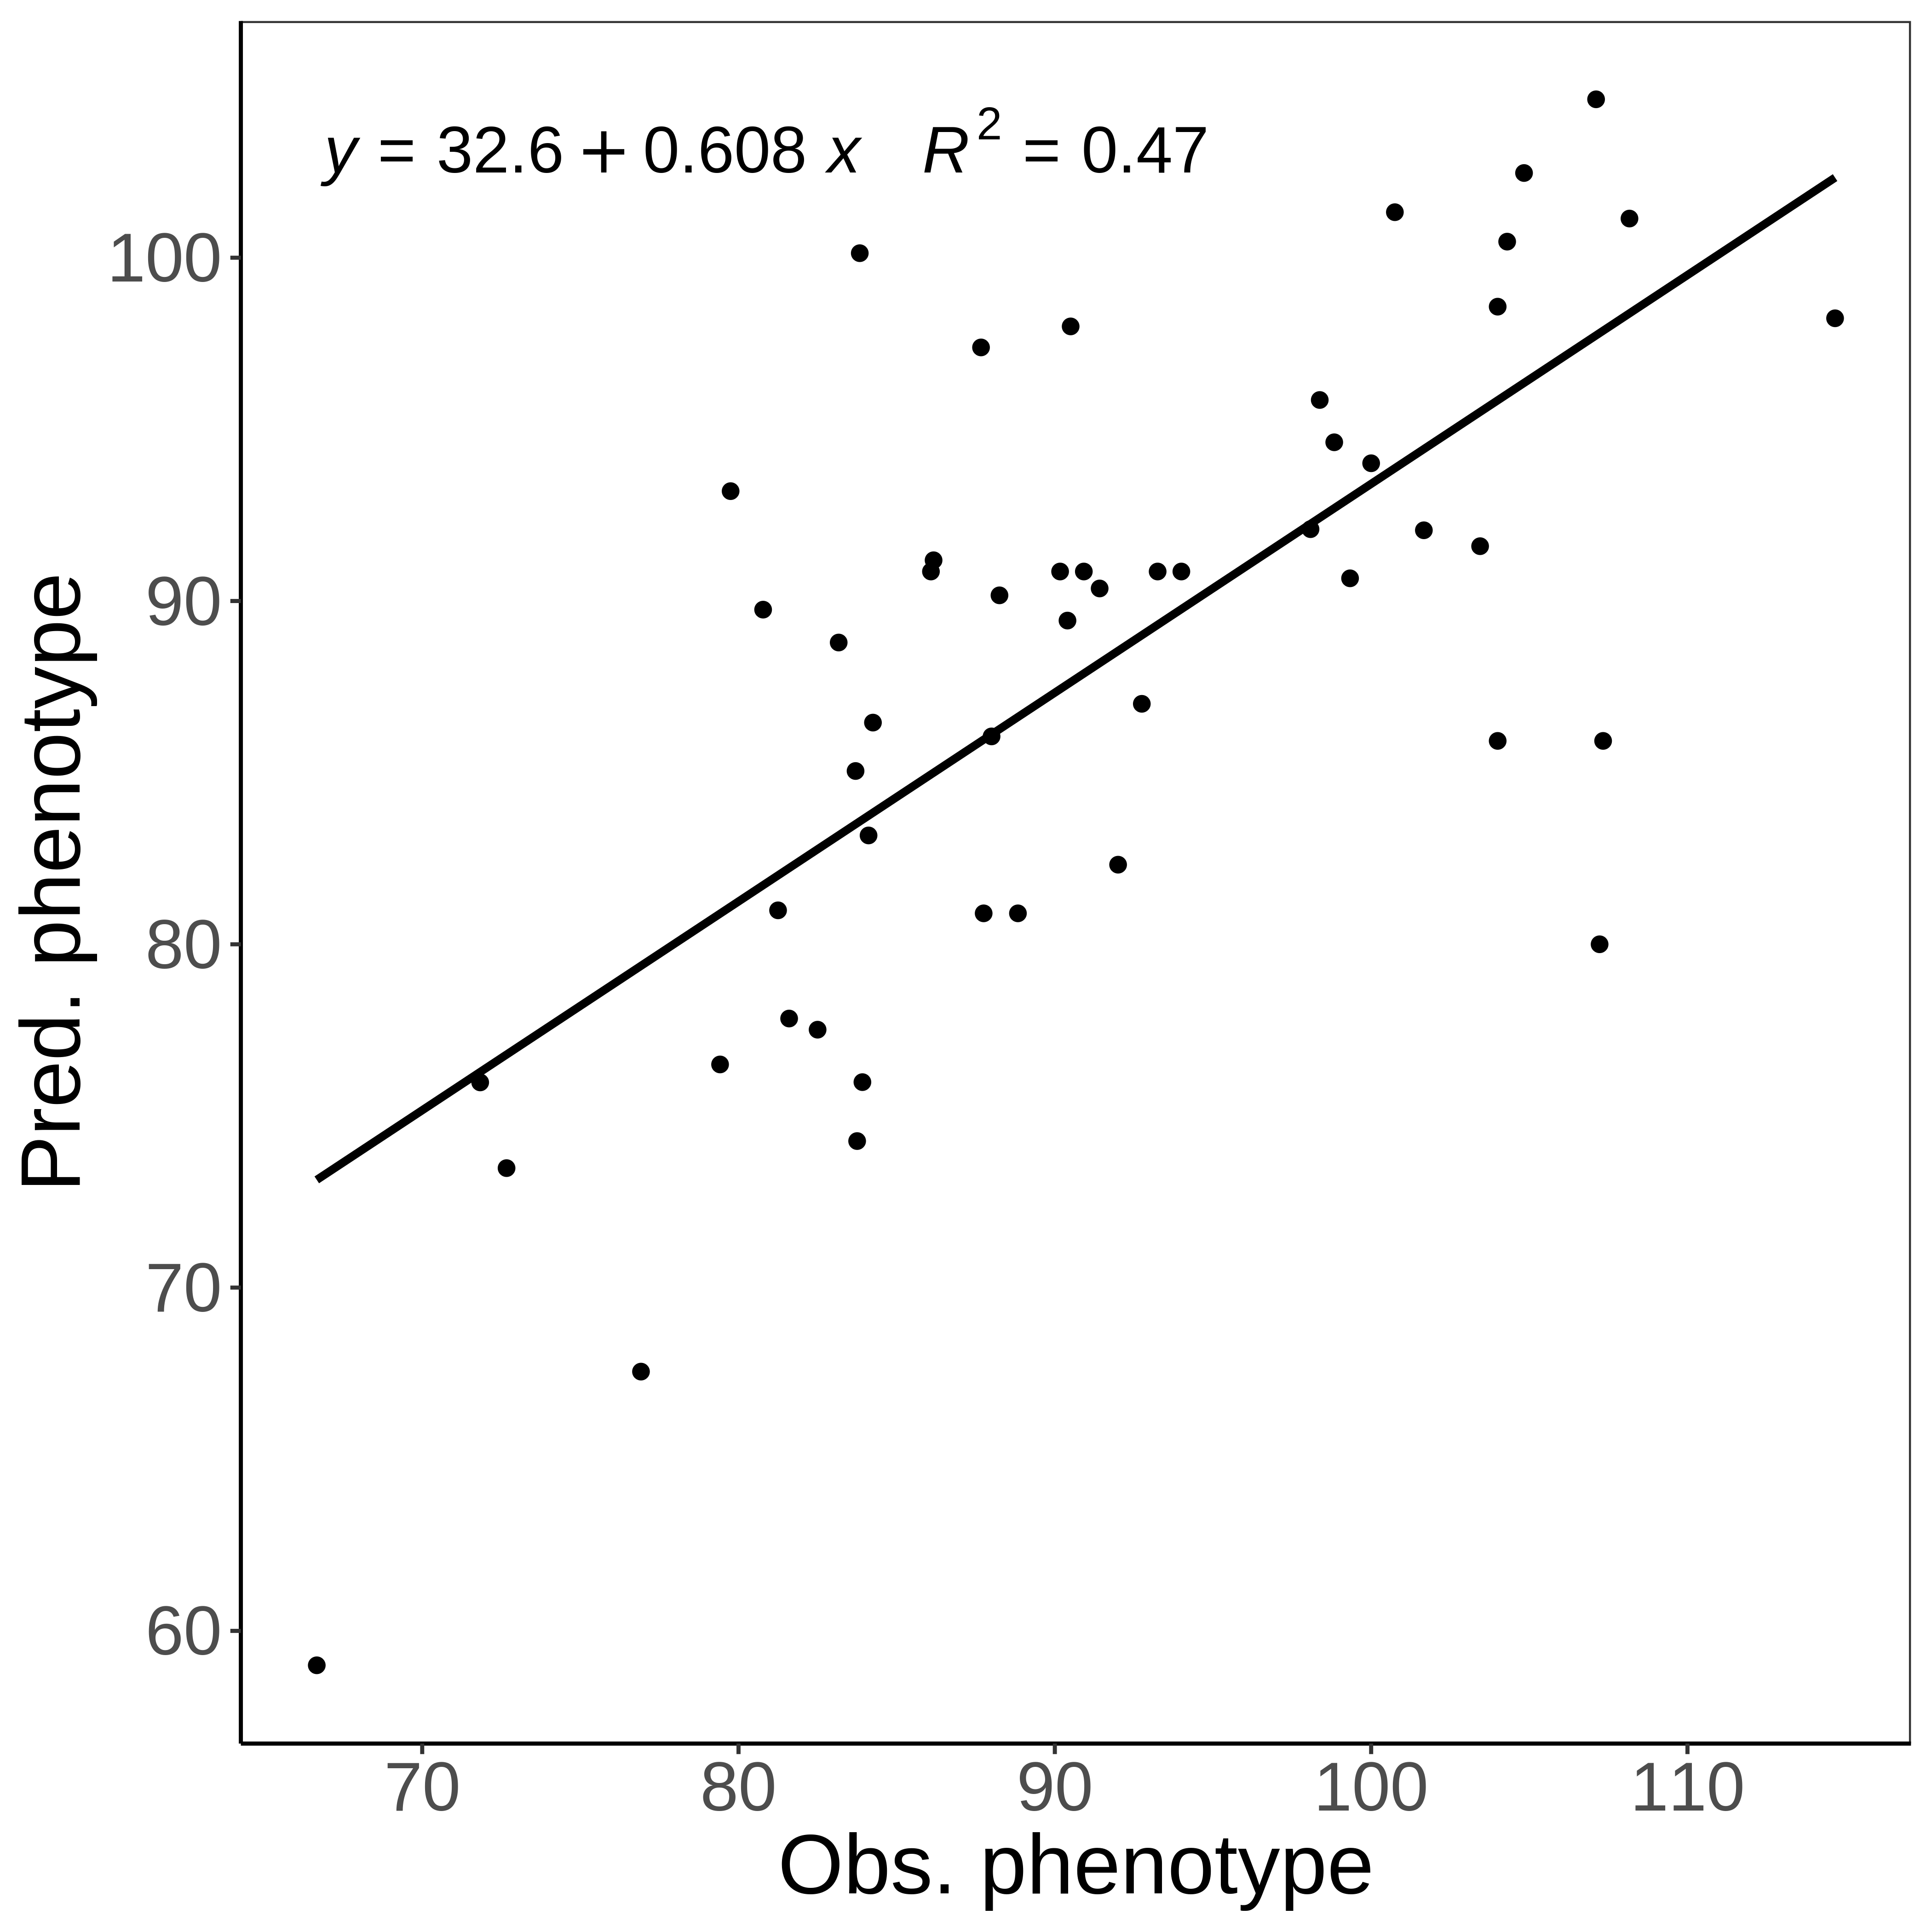 y = 32.6 + 0.608 x R² = 0.47
100
90
80
70
60
Pred. phenotype
70 80 90 100 110
Obs. phenotype